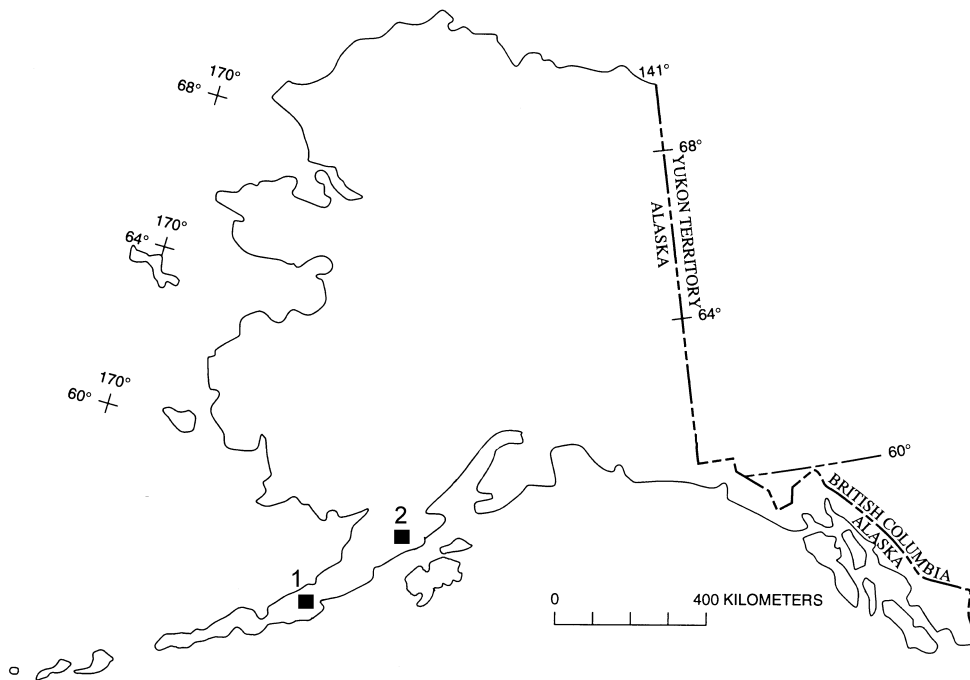 170°
68°
141°
68°
YUKON TERRITORY
ALASKA
170°
64°
64°
170°
60°
60°
BRITISH COLUMBIA
ALASKA
2
1
0 400 KILOMETERS